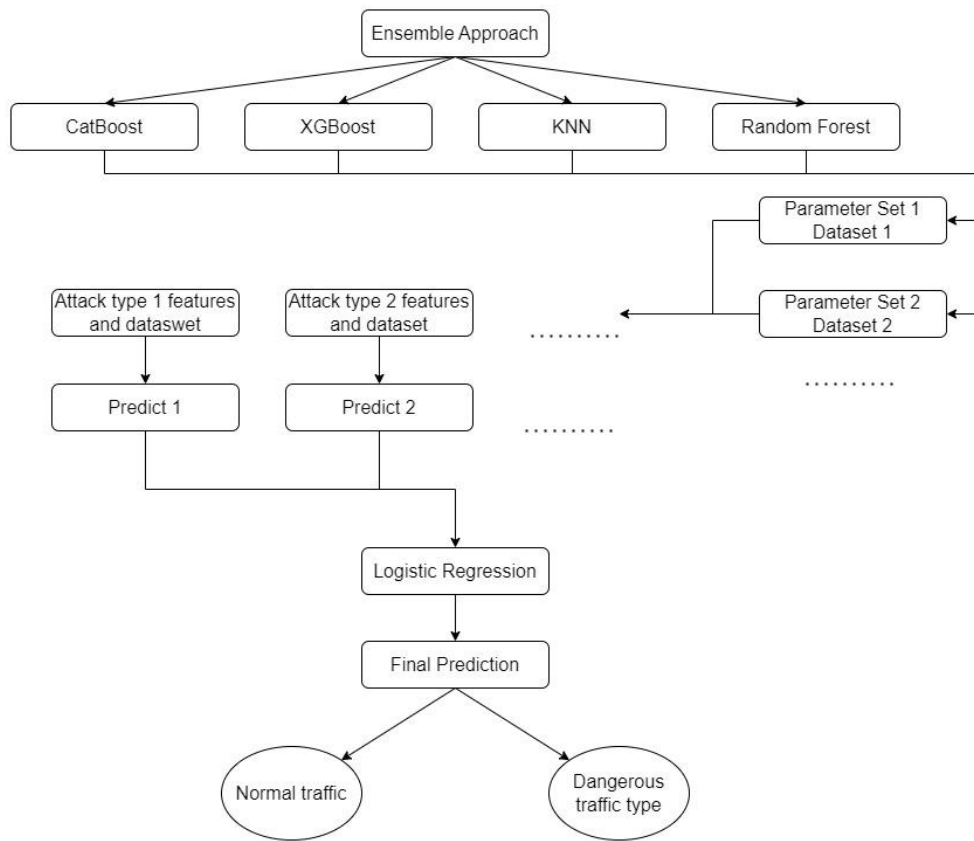 Ensemble Approach
CatBoost
XGBoost
KNN
Random Forest
Parameter Set 1
Dataset 1
Attack type 1 features
and dataswet
Attack type 2 features
and dataset
..........
Parameter Set 2
Dataset 2
..........
Predict 1
Predict 2
..........
Logistic Regression
Final Prediction
Normal traffic
Dangerous
traffic type